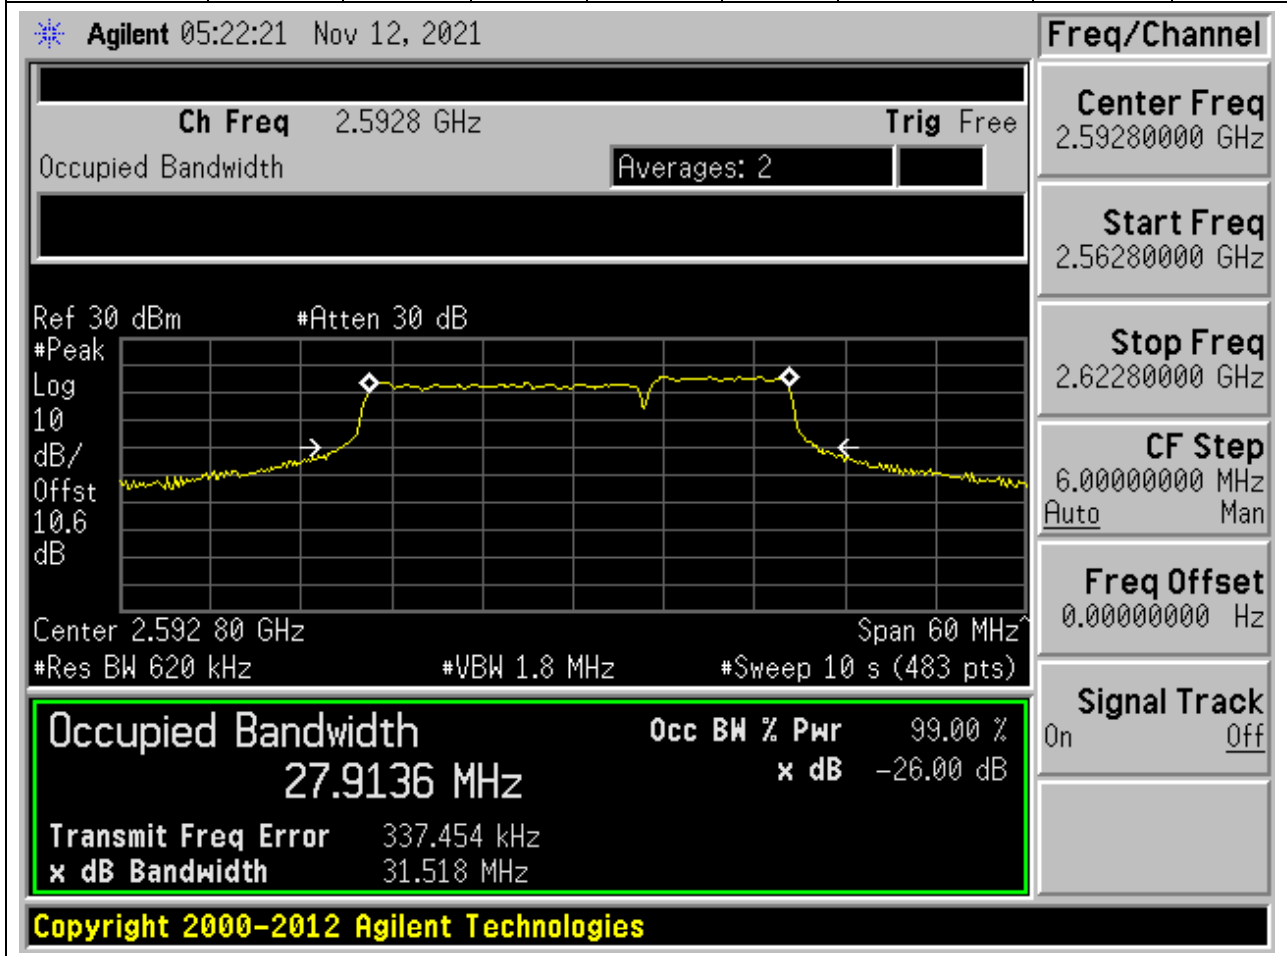 Agilent 05:22:21 Nov 12, 2021
Freq/Channel
Ch Freq 2.5928 GHz Trig Free
Occupied Bandwidth Averages: 2
Center Freq
2.59280000 GHz
Start Freq
2.56280000 GHz
Stop Freq
2.62280000 GHz
CF Step
6.00000000 MHz
Auto Man
Freq Offset
0.00000000 Hz
Signal Track
On Off
Ref 30 dBm #Atten 30 dB
#Peak
Log
10
dB/
Offst
10.6
dB
Center 2.592 80 GHz Span 60 MHz^
#Res BW 620 kHz #VBW 1.8 MHz #Sweep 10 s (483 pts)
Occupied Bandwidth Occ BW % Pwr 99.00 %
27.9136 MHz x dB -26.00 dB
Transmit Freq Error 337.454 kHz
x dB Bandwidth 31.518 MHz
Copyright 2000-2012 Agilent Technologies